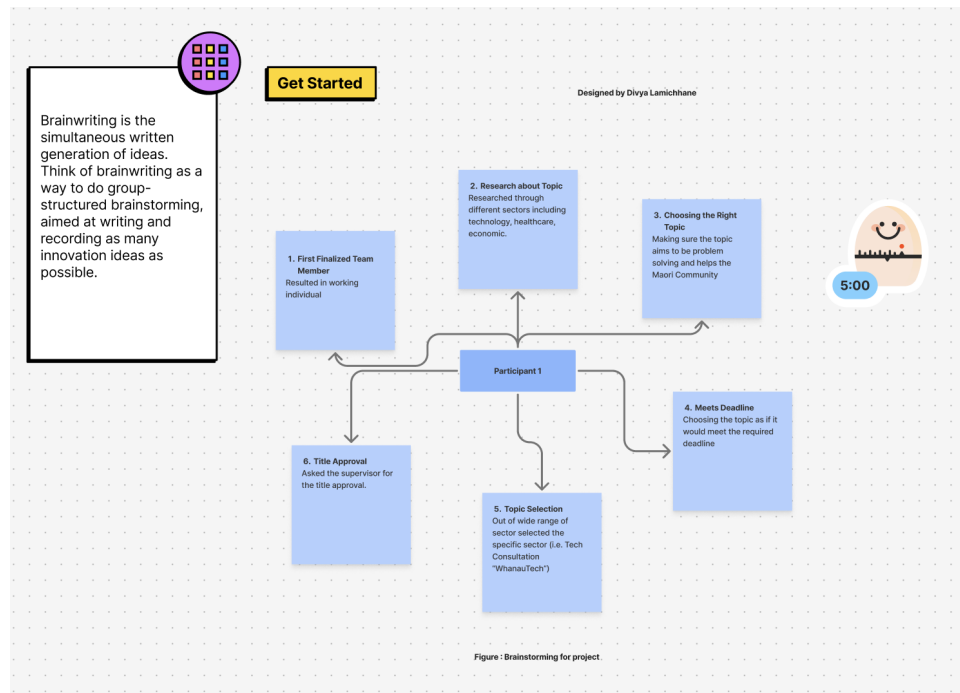 Get Started
Designed by Divya Lamichhane
Brainwriting is the
simultaneous written
generation of ideas.
Think of brainwriting as a
way to do group-
structured brainstorming,
aimed at writing and
recording as many
innovation ideas as
possible.
1. First Finalized Team
Member
Resulted in working
individual
2. Research about Topic
Researched through
different sectors including
technology, healthcare,
economic.
3. Choosing the Right
Topic
Making sure the topic
aims to be problem
solving and helps the
Maori Community
5:00
Participant 1
4. Meets Deadline
Choosing the topic as if it
would meet the required
deadline
5. Topic Selection
Out of wide range of
sector selected the
specific sector (i.e. Tech
Consultation
"WhanauTech")
6. Title Approval
Asked the supervisor for
the title approval.
Figure : Brainstorming for project